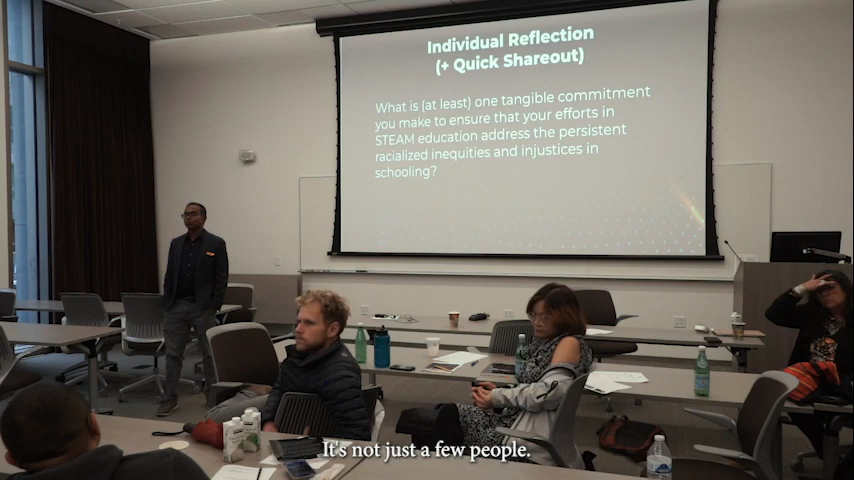 Individual Reflection
(+ Quick Shareout)
What is (at least) one tangible commitment
you make to ensure that your efforts in
STEAM education address the persistent
racialized inequities and injustices in
schooling?
It's not just a few people.